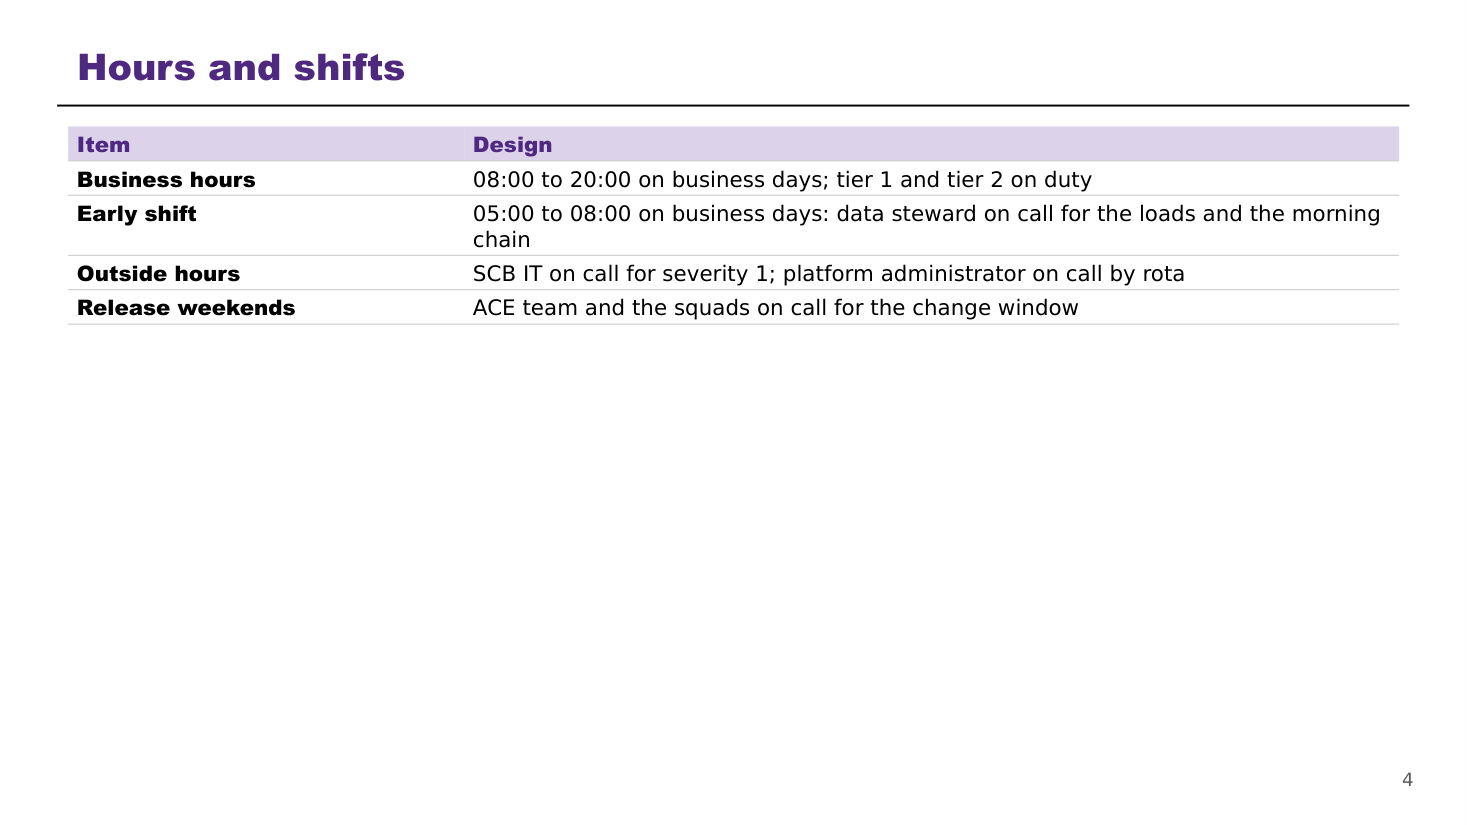 Hours and shifts
Item Design
Business hours 08:00 to 20:00 on business days; tier 1 and tier 2 on duty
Early shift 05:00 to 08:00 on business days: data steward on call for the loads and the morning
chain
Outside hours SCB IT on call for severity 1; platform administrator on call by rota
Release weekends ACE team and the squads on call for the change window
4